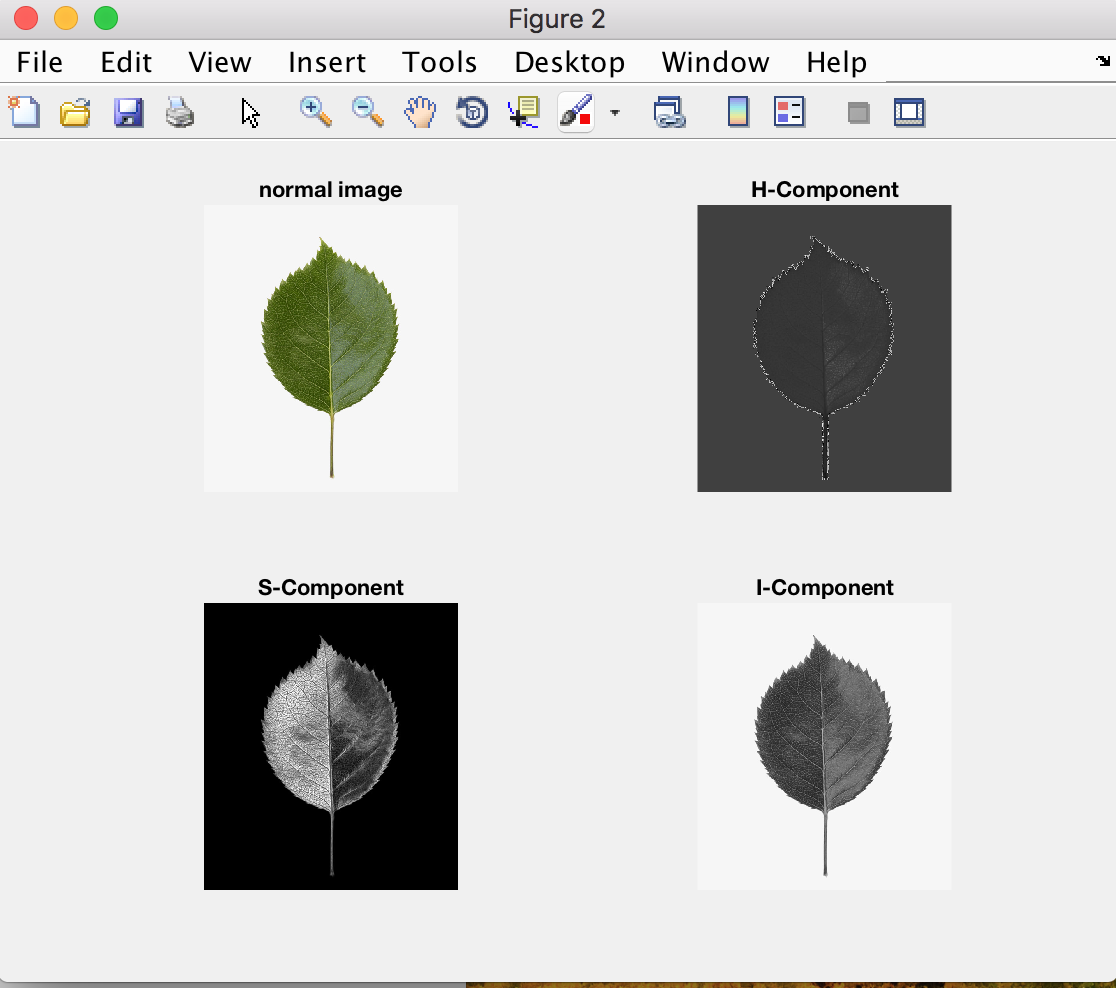 Figure 2
File Edit View Insert Tools Desktop Window Help
normal image
H-Component
S-Component
I-Component